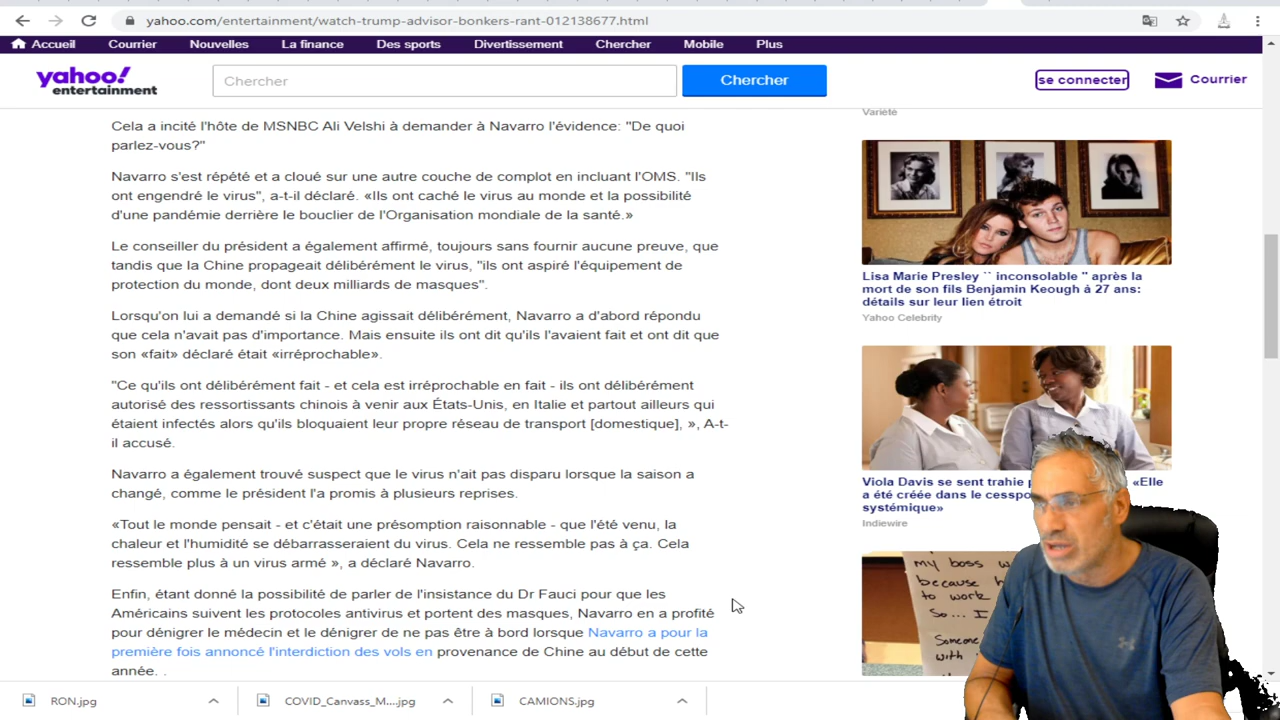 yahoo.com/entertainment/watch-trump-advisor-bonkers-rant-012138677.html
Accueil Courrier Nouvelles La finance Des sports Divertissement Chercher Mobile Plus
yahoo!
entertainment
Chercher
Chercher
se connecter
Courrier
Cela a incité l'hôte de MSNBC Ali Velshi à demander à Navarro l'évidence: "De quoi
parlez-vous?"
Navarro s'est répété et a cloué sur une autre couche de complot en incluant l'OMS. "Ils
ont engendré le virus", a-t-il déclaré. «Ils ont caché le virus au monde et la possibilité
d'une pandémie derrière le bouclier de l'Organisation mondiale de la santé.»
Le conseiller du président a également affirmé, toujours sans fournir aucune preuve, que
tandis que la Chine propageait délibérément le virus, "ils ont aspiré l'équipement de
protection du monde, dont deux milliards de masques".
Lorsqu'on lui a demandé si la Chine agissait délibérément, Navarro a d'abord répondu
que cela n'avait pas d'importance. Mais ensuite ils ont dit qu'ils l'avaient fait et ont dit que
son «fait» déclaré était «irréprochable».
"Ce qu'ils ont délibérément fait - et cela est irréprochable en fait - ils ont délibérément
autorisé des ressortissants chinois à venir aux États-Unis, en Italie et partout ailleurs qui
étaient infectés alors qu'ils bloquaient leur propre réseau de transport [domestique], », A-t-
il accusé.
Navarro a également trouvé suspect que le virus n'ait pas disparu lorsque la saison a
changé, comme le président l'a promis à plusieurs reprises.
«Tout le monde pensait - et c'était une présomption raisonnable - que l'été venu, la
chaleur et l'humidité se débarrasseraient du virus. Cela ne ressemble pas à ça. Cela
ressemble plus à un virus armé », a déclaré Navarro.
Enfin, étant donné la possibilité de parler de l'insistance du Dr Fauci pour que les
Américains suivent les protocoles antivirus et portent des masques, Navarro en a profité
pour dénigrer le médecin et le dénigrer de ne pas être à bord lorsque Navarro a pour la
première fois annoncé l'interdiction des vols en provenance de Chine au début de cette
année. .
Variété
Lisa Marie Presley `` inconsolable '' après la
mort de son fils Benjamin Keough à 27 ans:
détails sur leur lien étroit
Yahoo Celebrity
Viola Davis se sent trahie «Elle
a été créée dans le
systémique»
Indiewire
my boss
because
to work
So... I
Someone
with
RON.jpg
COVID_Canvass_M....jpg
CAMIONS.jpg